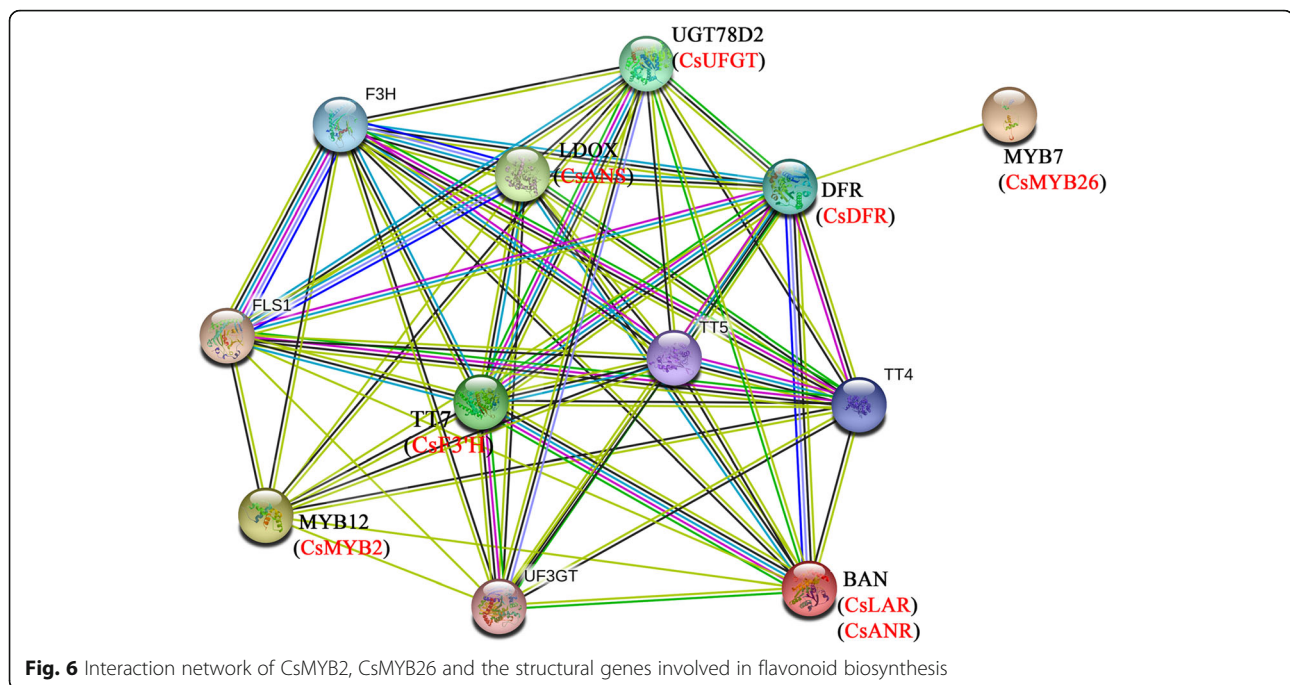 UGT78D2
(CsUFGT)
F3H
MYB7
(CsMYB26)
LDOX
(CsANS)
DFR
(CsDFR)
FLS1
TT5
TT4
TT7
(CsF3'H)
MYB12
(CsMYB2)
UF3GT
BAN
(CsLAR)
(CsANR)
Fig. 6 Interaction network of CsMYB2, CsMYB26 and the structural genes involved in flavonoid biosynthesis